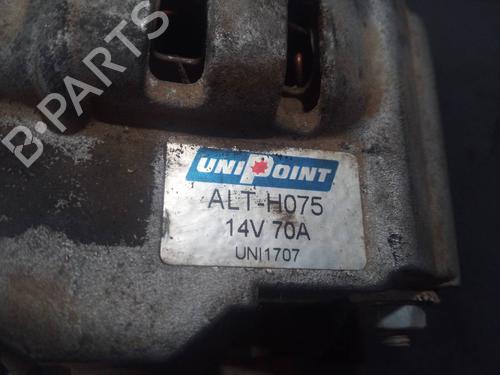 B-PARTS
UNIPOINT
ALT-H075
14V 70A
UNI1707